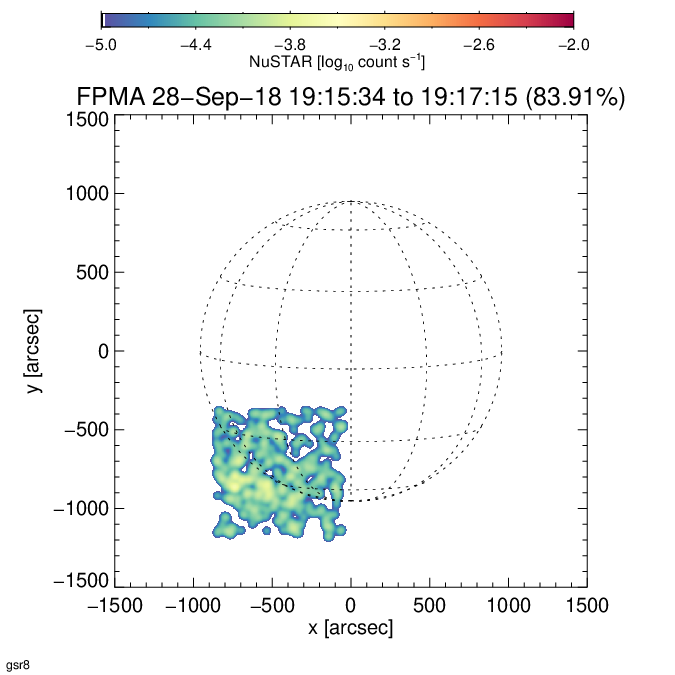 −5.0 −4.4 −3.8 −3.2 −2.6 −2.0
NuSTAR [log10 count s−1]
FPMA 28−Sep−18 19:15:34 to 19:17:15 (83.91%)
1500
1000
500
0
−500
−1000
−1500
y [arcsec]
−1500 −1000 −500 0 500 1000 1500
x [arcsec]
gsr8